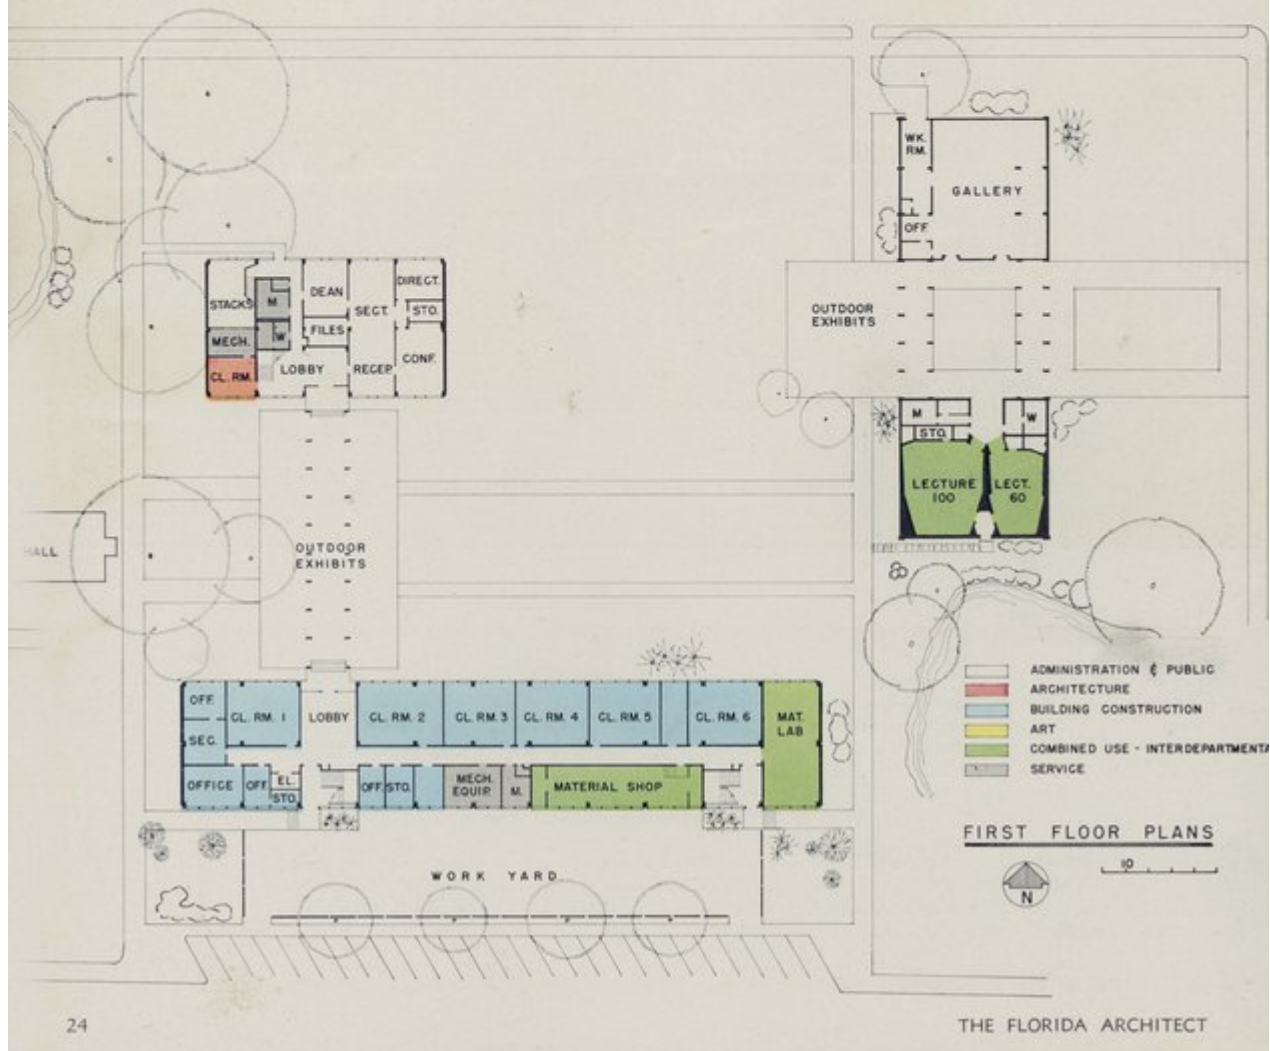 WK.
RM.
GALLERY
OFF.
STACKS
M
DEAN
SECT.
DIRECT.
STO.
MECH.
W
FILES
CONF.
CL. RM.
LOBBY
RECEP.
OUTDOOR
EXHIBITS
M
W
STO.
LECTURE
100
LECT.
60
HALL
OUTDOOR
EXHIBITS
ADMINISTRATION & PUBLIC
ARCHITECTURE
BUILDING CONSTRUCTION
ART
COMBINED USE - INTERDEPARTMENTA
SERVICE
OFF.
CL. RM. 1
LOBBY
CL. RM. 2
CL. RM. 3
CL. RM. 4
CL. RM. 5
CL. RM. 6
MAT.
LAB
SEC.
OFFICE
OFF.
EL.
STO.
OFF.
STO.
MECH.
EQUIP.
M.
MATERIAL SHOP
FIRST FLOOR PLANS
10
N
WORK YARD
24
THE FLORIDA ARCHITECT